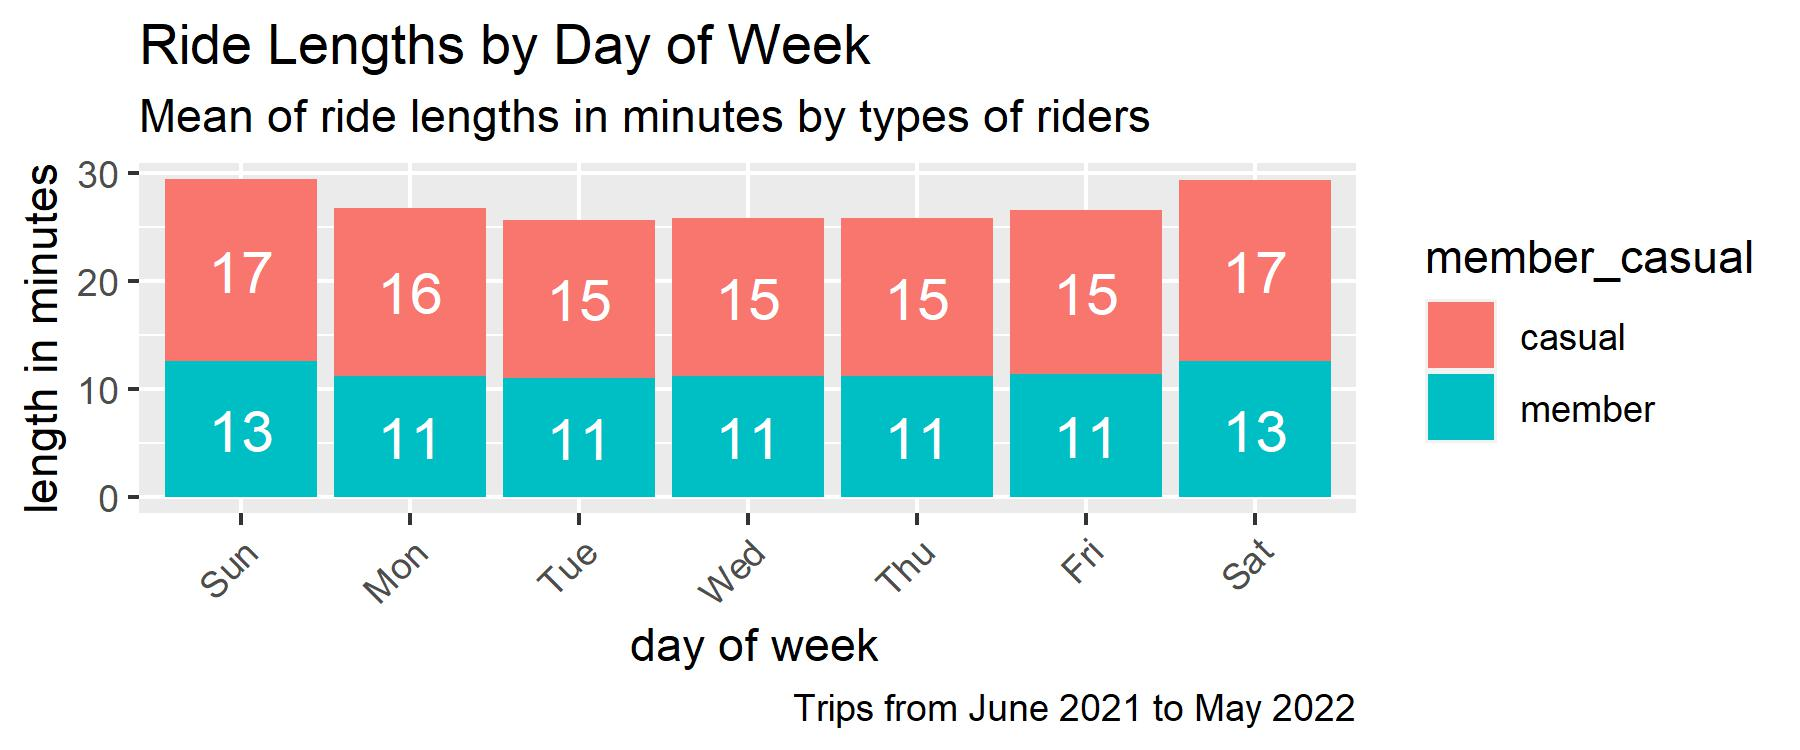 Ride Lengths by Day of Week
Mean of ride lengths in minutes by types of riders
length in minutes
30
20
10
0
17
16
15
15
15
15
17
13
11
11
11
11
11
13
Sun
Mon
Tue
Wed
Thu
Fri
Sat
day of week
Trips from June 2021 to May 2022
member_casual
casual
member